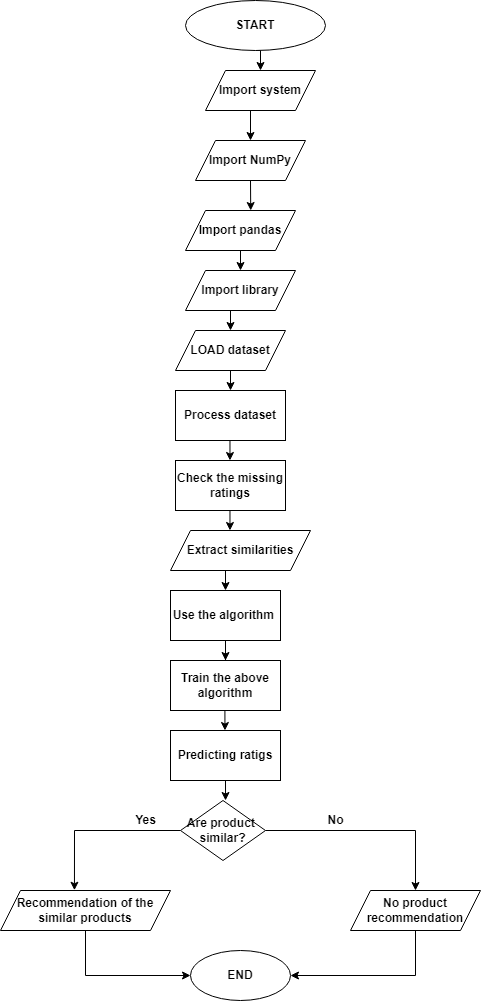 START
Import system
Import NumPy
Import pandas
Import library
LOAD dataset
Process dataset
Check the missing
ratings
Extract similarities
Use the algorithm
Train the above
algorithm
Predicting ratigs
Are product
similar?
Yes
No
Recommendation of the
similar products
No product
recommendation
END